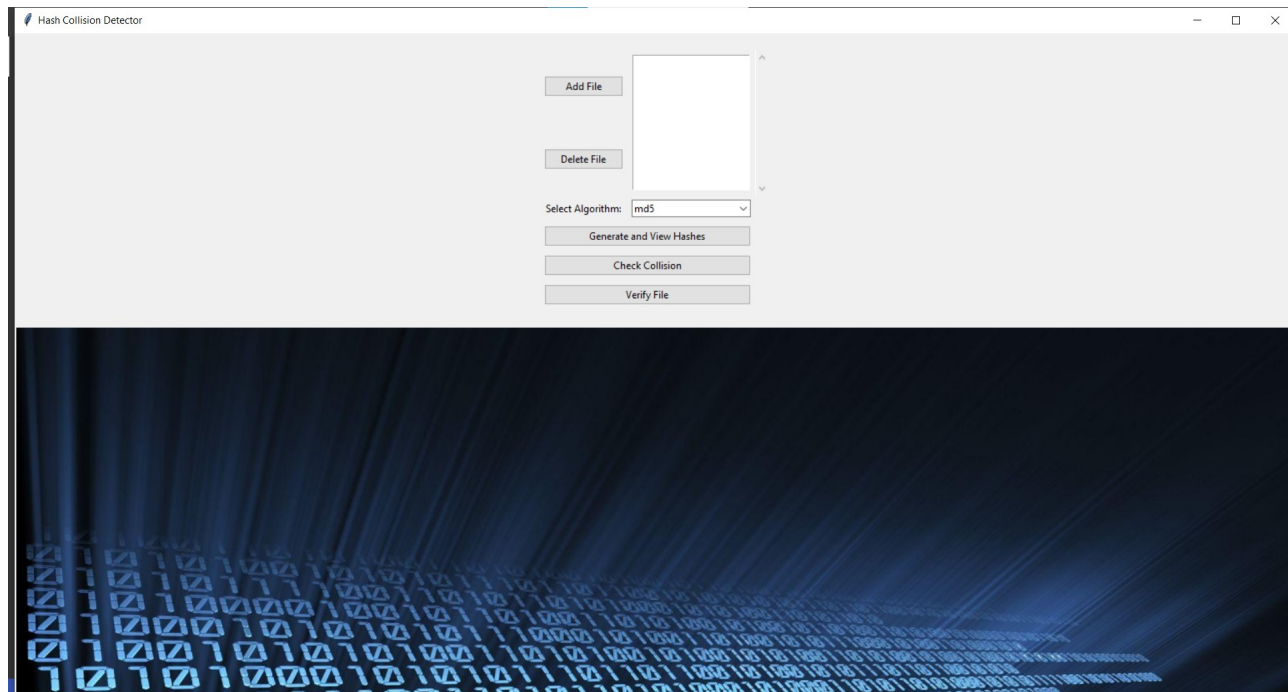 Hash Collision Detector
Add File
Delete File
Select Algorithm: md5
Generate and View Hashes
Check Collision
Verify File